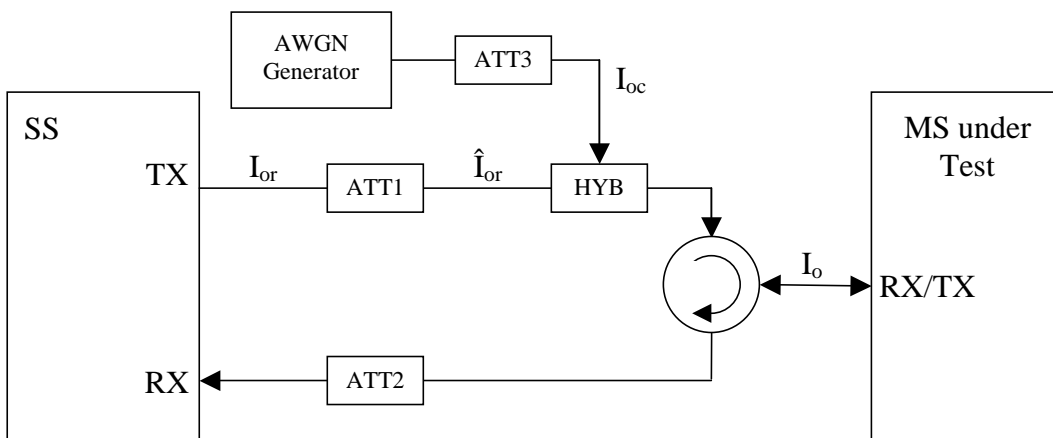 AWGN
Generator
ATT3
I_oc
SS
MS under
Test
TX
I_or
ATT1
Î_or
HYB
I_o
RX/TX
RX
ATT2